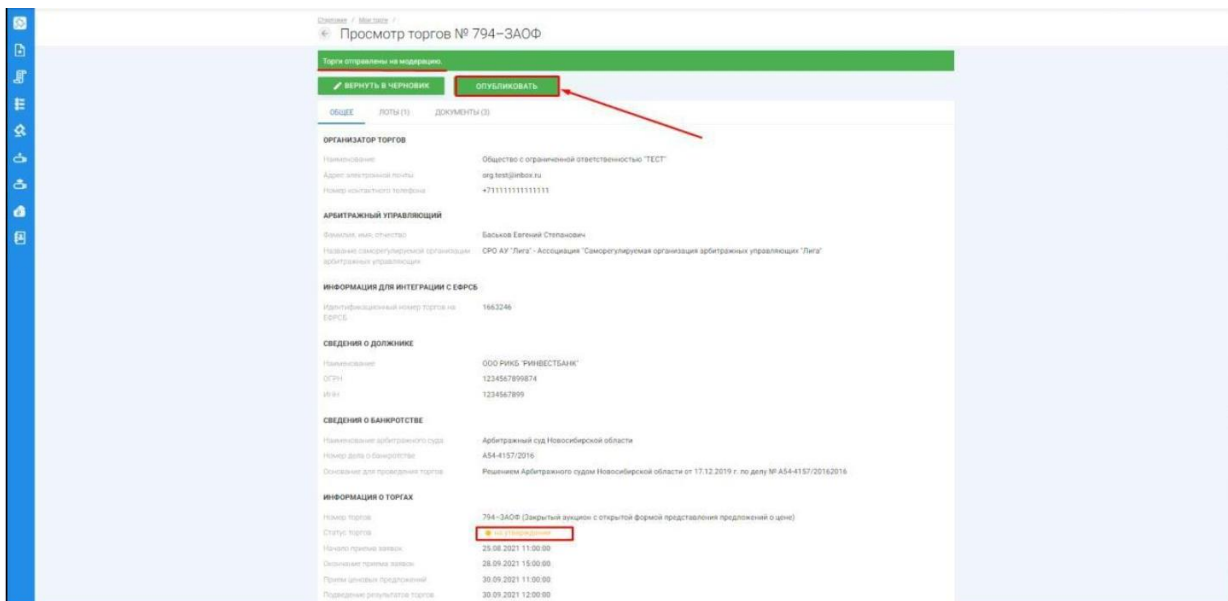 Главная / Мои торги /
Просмотр торгов № 794–ЗАОФ
Торги отправлены на модерацию.
ВЕРНУТЬ В ЧЕРНОВИК
ОПУБЛИКОВАТЬ
ОБЩЕЕ ЛОТЫ (1) ДОКУМЕНТЫ (3)
ОРГАНИЗАТОР ТОРГОВ
Наименование Общество с ограниченной ответственностью "ТЕСТ"
Адрес электронной почты org.test@inbox.ru
Номер контактного телефона +711111111111111
АРБИТРАЖНЫЙ УПРАВЛЯЮЩИЙ
Фамилия, имя, отчество Баськов Евгений Степанович
Название саморегулируемой организации СРО АУ "Лига" - Ассоциация "Саморегулируемая организация арбитражных управляющих "Лига"
арбитражных управляющих
ИНФОРМАЦИЯ ДЛЯ ИНТЕГРАЦИИ С ЕФРСБ
Идентификационный номер торгов на 1663246
ЕФРСБ
СВЕДЕНИЯ О ДОЛЖНИКЕ
Наименование ООО РИКБ "РИНВЕСТБАНК"
ОГРН 1234567899874
ИНН 1234567899
СВЕДЕНИЯ О БАНКРОТСТВЕ
Наименование арбитражного суда Арбитражный суд Новосибирской области
Номер дела о банкротстве А54-4157/2016
Основание для проведения торгов Решением Арбитражного судом Новосибирской области от 17.12.2019 г. по делу № А54-4157/20162016
ИНФОРМАЦИЯ О ТОРГАХ
Номер торгов 794–ЗАОФ (Закрытый аукцион с открытой формой представления предложений о цене)
Статус торгов на утверждении
Начало приема заявок 25.08.2021 11:00:00
Окончание приема заявок 28.09.2021 15:00:00
Прием ценовых предложений 30.09.2021 11:00:00
Подведение результатов торгов 30.09.2021 12:00:00